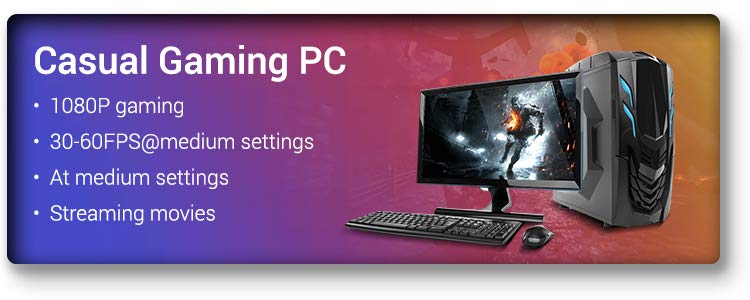 Casual Gaming PC
• 1080P gaming
• 30-60FPS@medium settings
• At medium settings
• Streaming movies